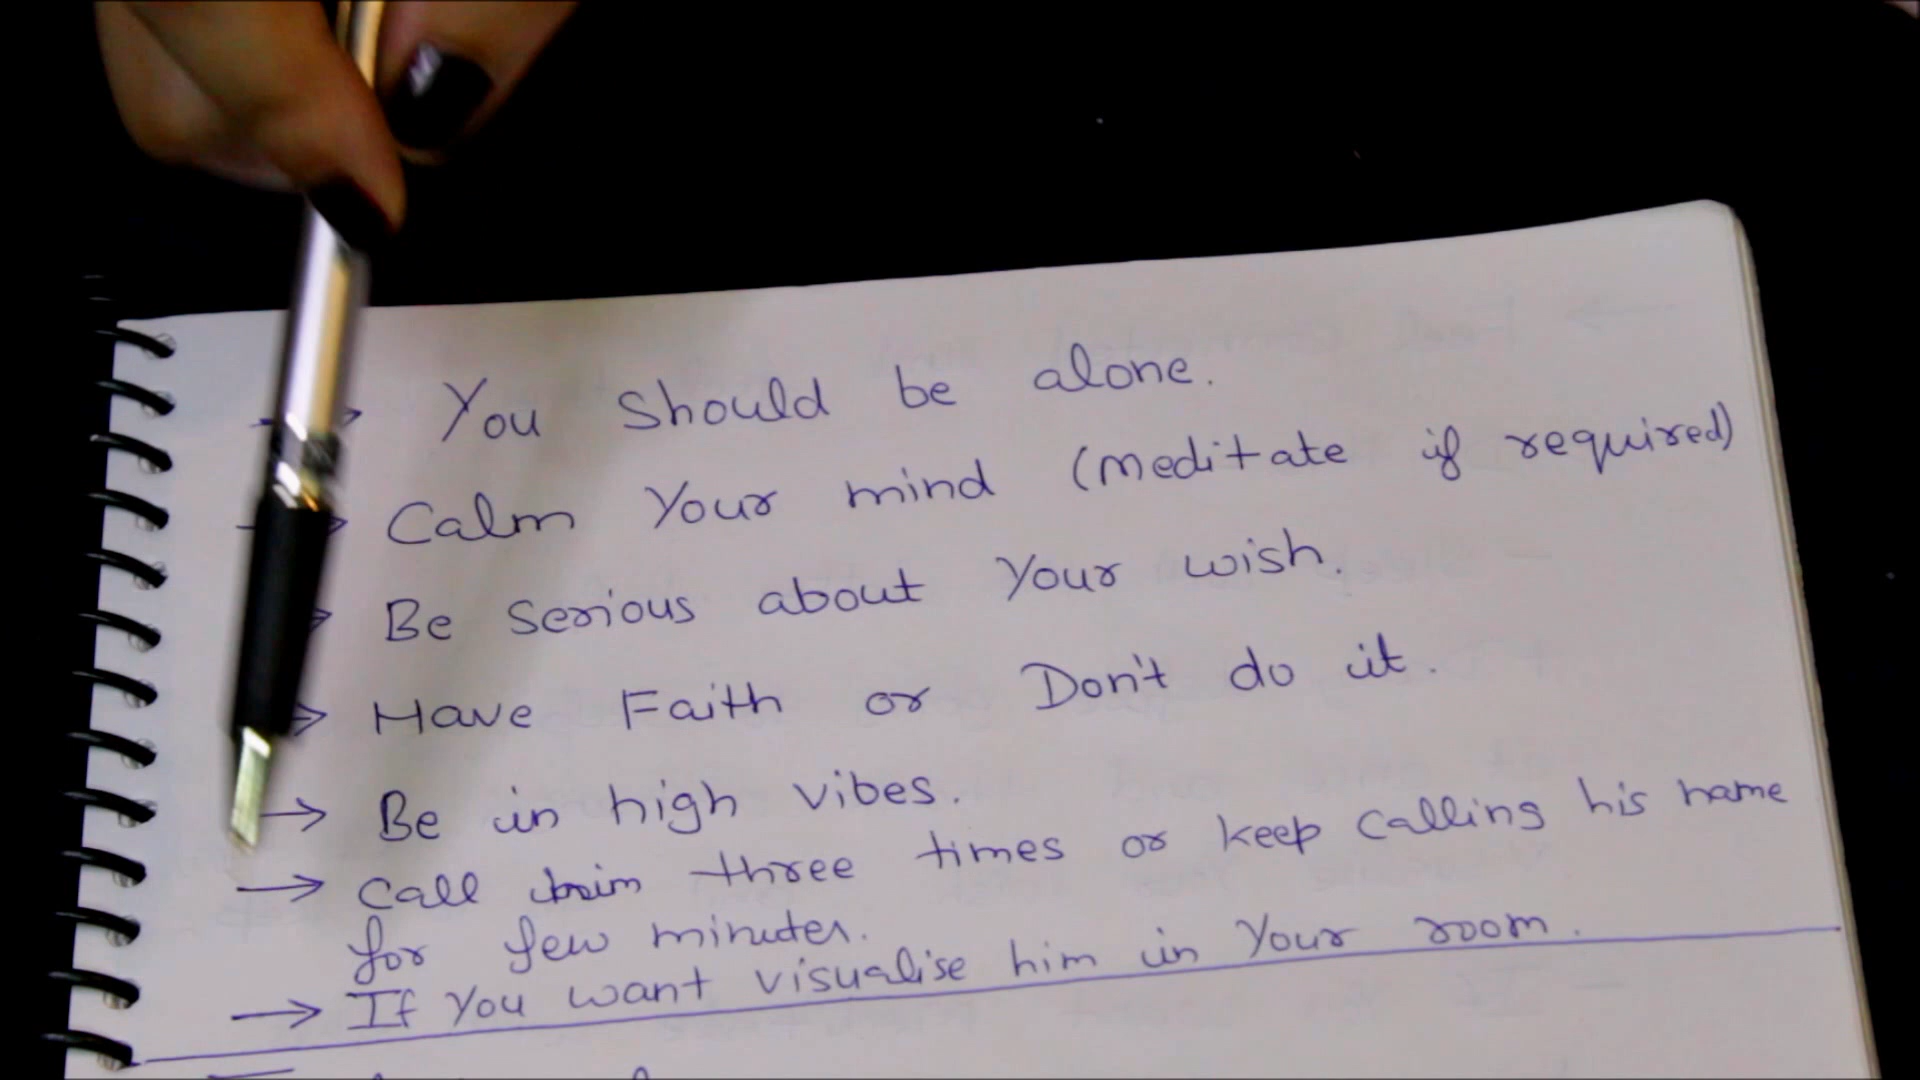 → You should be alone.
→ Calm Your mind (Meditate if required)
→ Be serious about Your wish.
→ Have Faith or Don't do it.
→ Be in high vibes.
→ Call him three times or keep calling his name
for few minutes.
→ If You want visualise him in Your room.